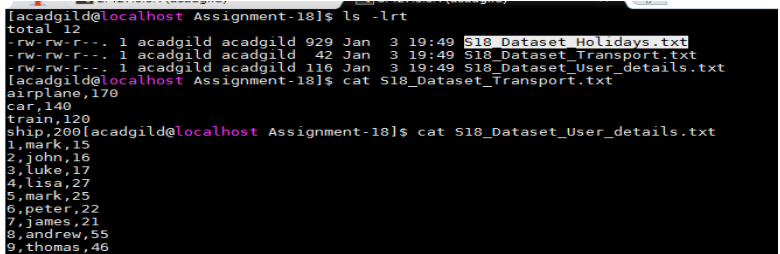 [acadgild@localhost Assignment-18]$ ls -lrt
total 12
-rw-rw-r--. 1 acadgild acadgild 929 Jan  3 19:49 S18_Dataset_Holidays.txt
-rw-rw-r--. 1 acadgild acadgild  42 Jan  3 19:49 S18_Dataset_Transport.txt
-rw-rw-r--. 1 acadgild acadgild 116 Jan  3 19:49 S18_Dataset_User_details.txt
[acadgild@localhost Assignment-18]$ cat S18_Dataset_Transport.txt
airplane,170
car,140
train,120
ship,200[acadgild@localhost Assignment-18]$ cat S18_Dataset_User_details.txt
1,mark,15
2,john,16
3,luke,17
4,lisa,27
5,mark,25
6,peter,22
7,james,21
8,andrew,55
9,thomas,46